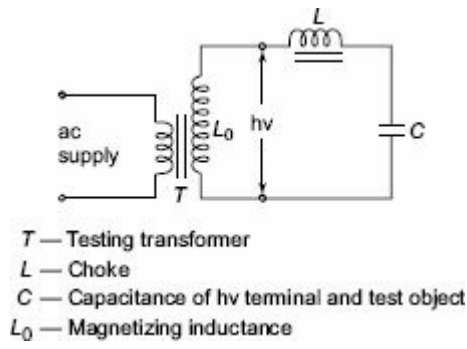 L
ac
supply
L₀
hv
C
T
T — Testing transformer
L — Choke
C — Capacitance of hv terminal and test object
L₀ — Magnetizing inductance